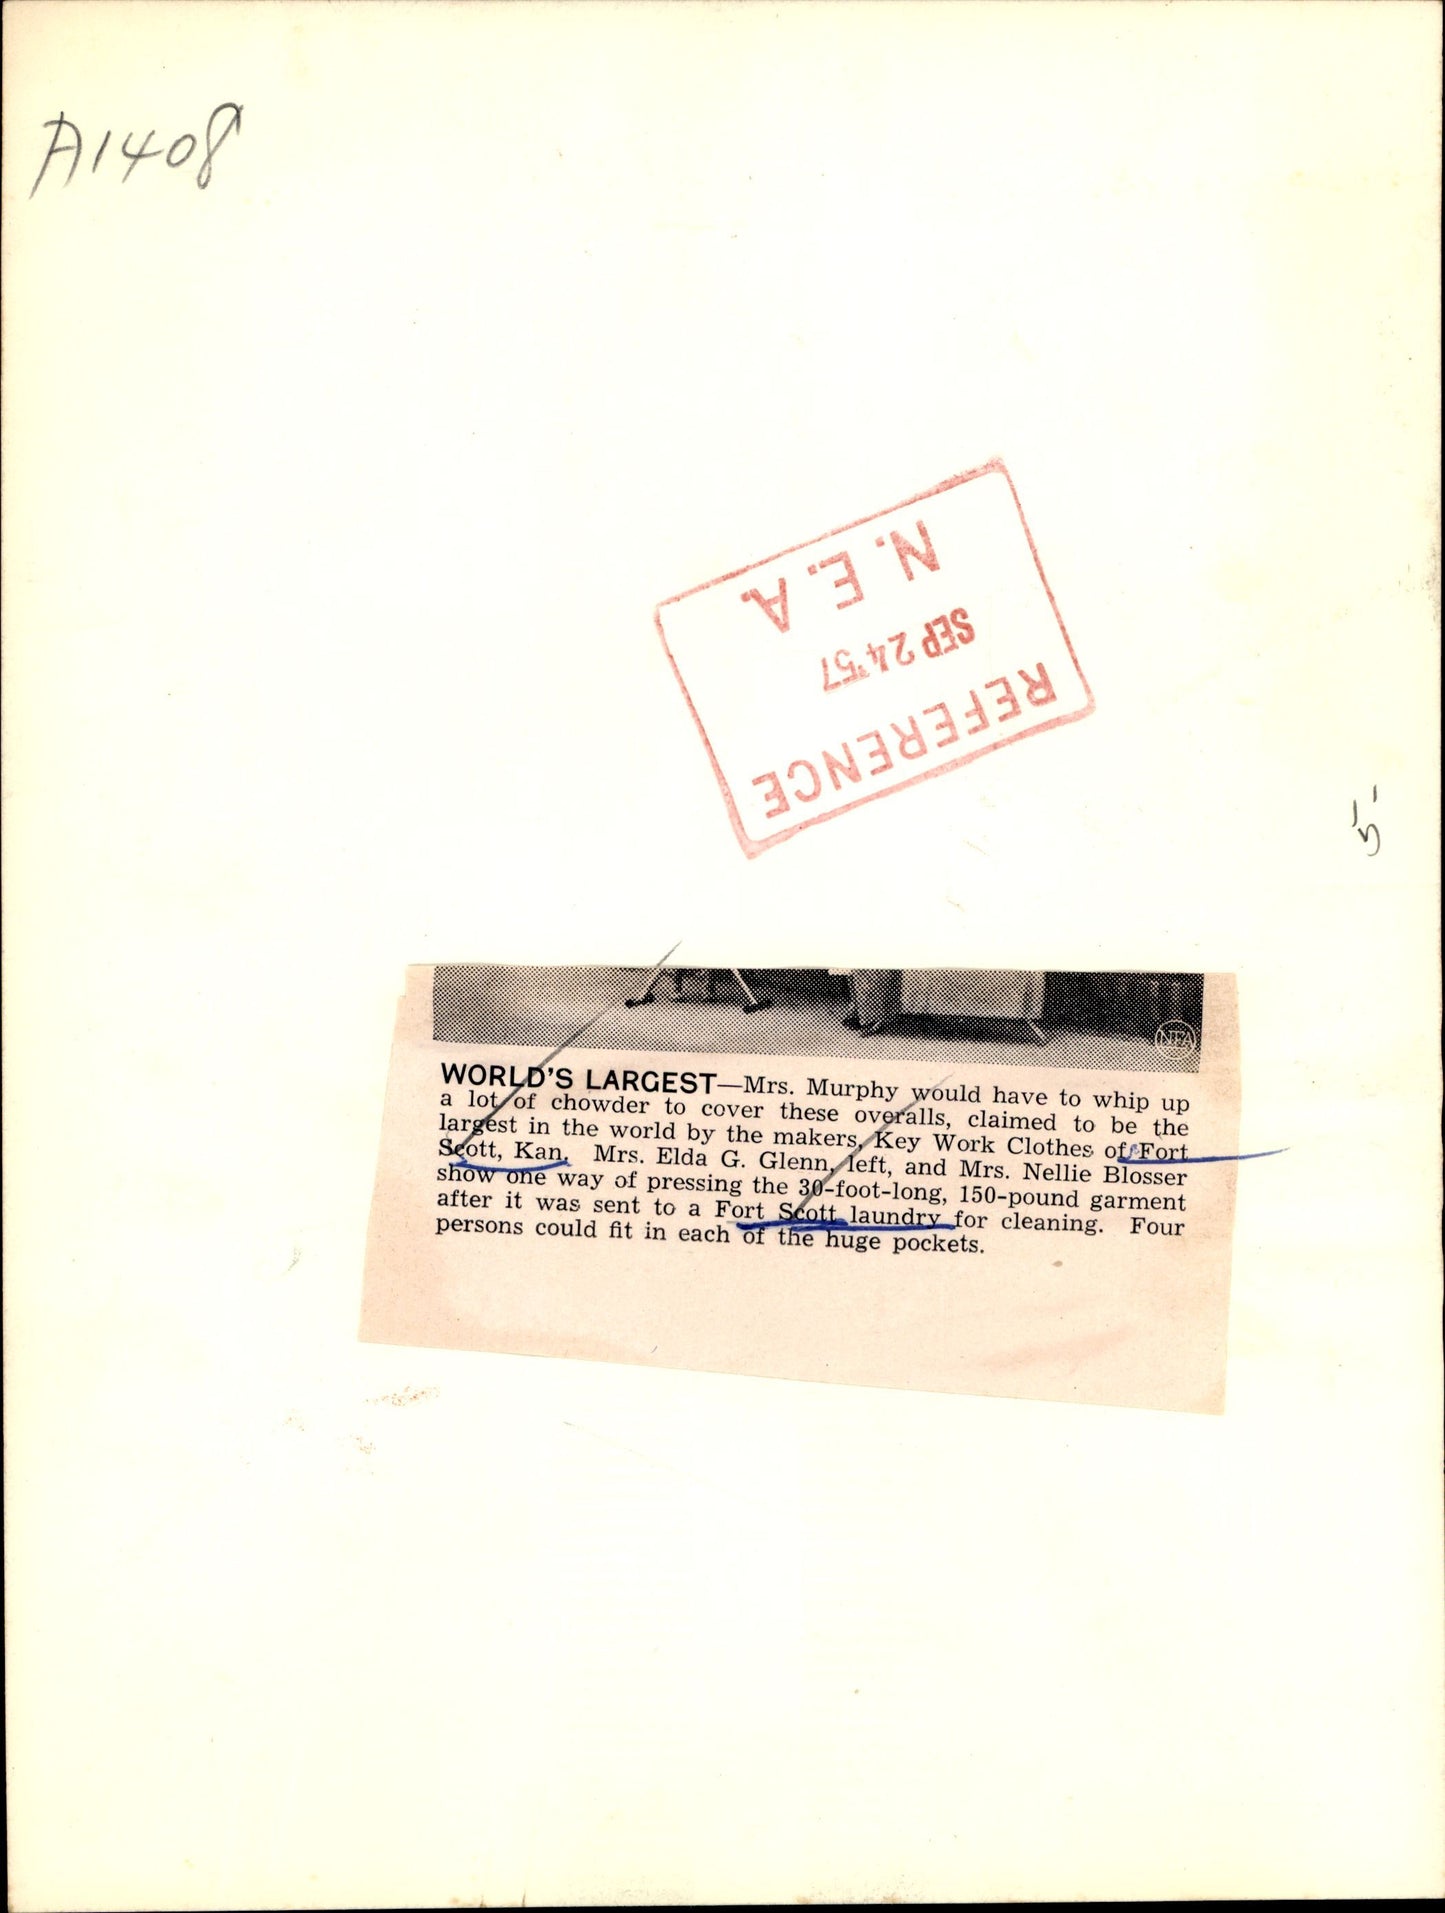 A1408
N. E. A.
SEP 24 '57
REFERENCE
5-
NEA
WORLD'S LARGEST—Mrs. Murphy would have to whip up
a lot of chowder to cover these overalls, claimed to be the
largest in the world by the makers, Key Work Clothes of Fort
Scott, Kan. Mrs. Elda G. Glenn, left, and Mrs. Nellie Blosser
show one way of pressing the 30-foot-long, 150-pound garment
after it was sent to a Fort Scott laundry for cleaning. Four
persons could fit in each of the huge pockets.